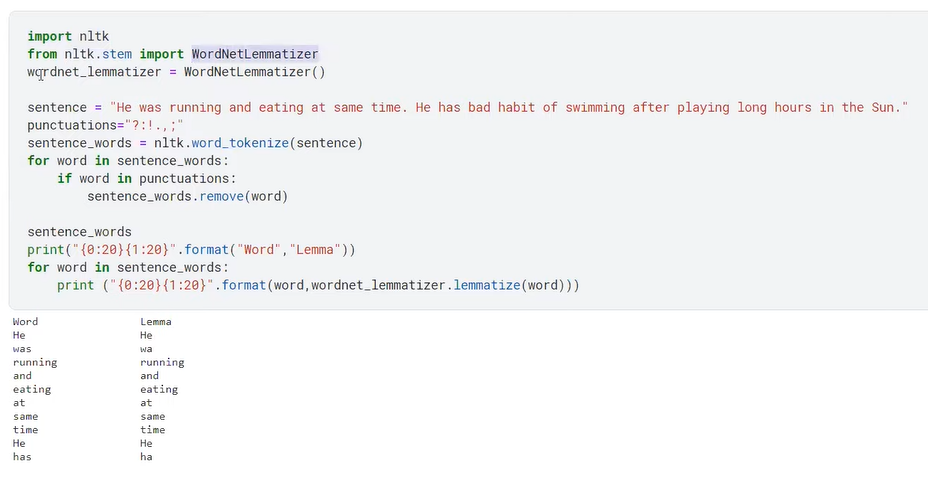 import nltk
from nltk.stem import WordNetLemmatizer
wordnet_lemmatizer = WordNetLemmatizer()
sentence = "He was running and eating at same time. He has bad habit of swimming after playing long hours in the Sun."
punctuations="?:!.,;"
sentence_words = nltk.word_tokenize(sentence)
for word in sentence_words:
    if word in punctuations:
        sentence_words.remove(word)
sentence_words
print("{0:20}{1:20}".format("Word","Lemma"))
for word in sentence_words:
    print ("{0:20}{1:20}".format(word,wordnet_lemmatizer.lemmatize(word)))
Word Lemma
He He
was wa
running running
and and
eating eating
at at
same same
time time
He He
has ha